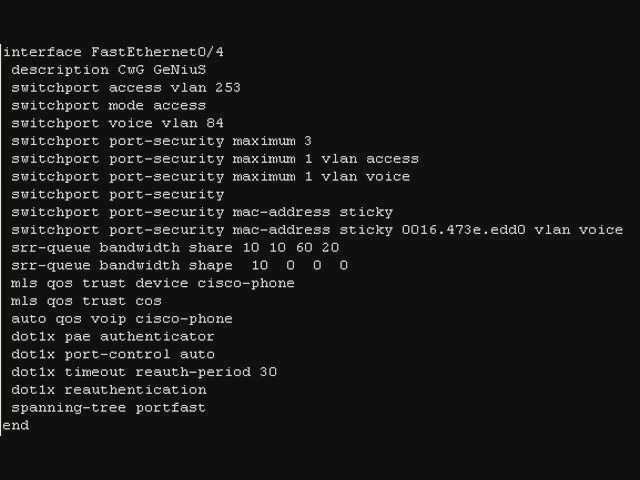 interface FastEthernet0/4
description CwG GeNiuS
switchport access vlan 253
switchport mode access
switchport voice vlan 84
switchport port-security maximum 3
switchport port-security maximum 1 vlan access
switchport port-security maximum 1 vlan voice
switchport port-security
switchport port-security mac-address sticky
switchport port-security mac-address sticky 0016.473e.edd0 vlan voice
srr-queue bandwidth share 10 10 60 20
srr-queue bandwidth shape  10  0  0  0
mls qos trust device cisco-phone
mls qos trust cos
auto qos voip cisco-phone
dot1x pae authenticator
dot1x port-control auto
dot1x timeout reauth-period 30
dot1x reauthentication
spanning-tree portfast
end